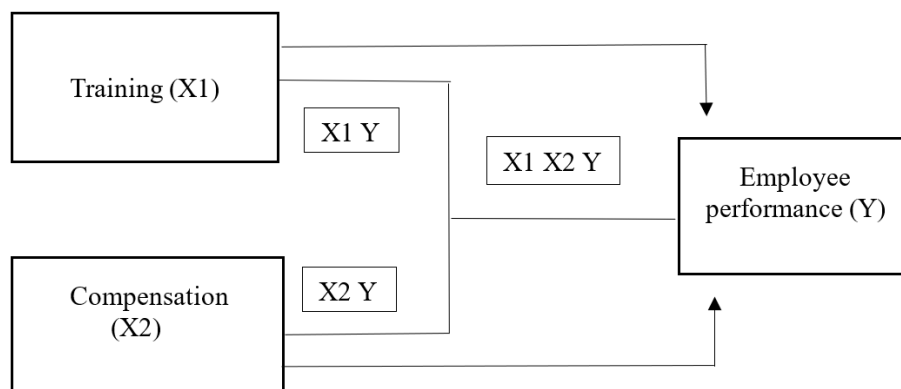 Training (X1)
X1 Y
X1 X2 Y
Employee
performance (Y)
X2 Y
Compensation
(X2)